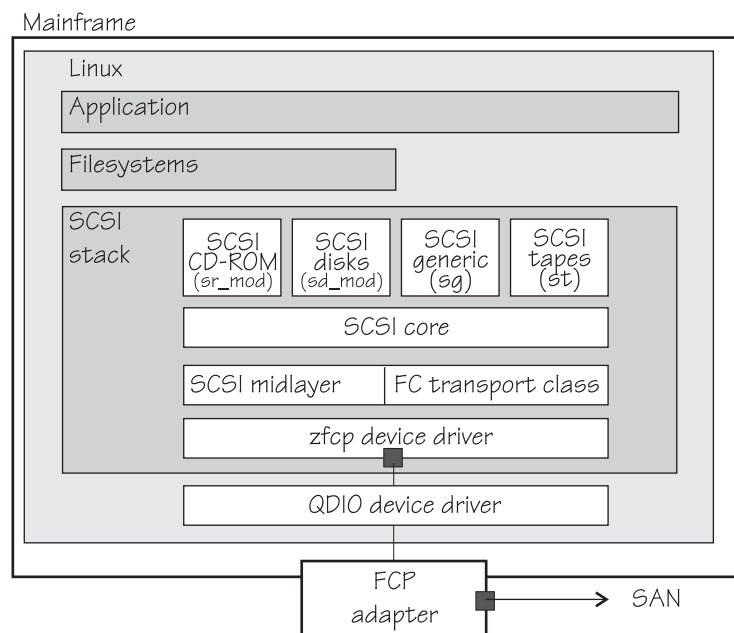 Mainframe
Linux
Application
Filesystems
SCSI
stack
SCSI
CD-ROM
(sr_mod)
SCSI
disks
(sd_mod)
SCSI
generic
(sg)
SCSI
tapes
(st)
SCSI core
SCSI midlayer
FC transport class
zfcp device driver
QDIO device driver
FCP
adapter
SAN